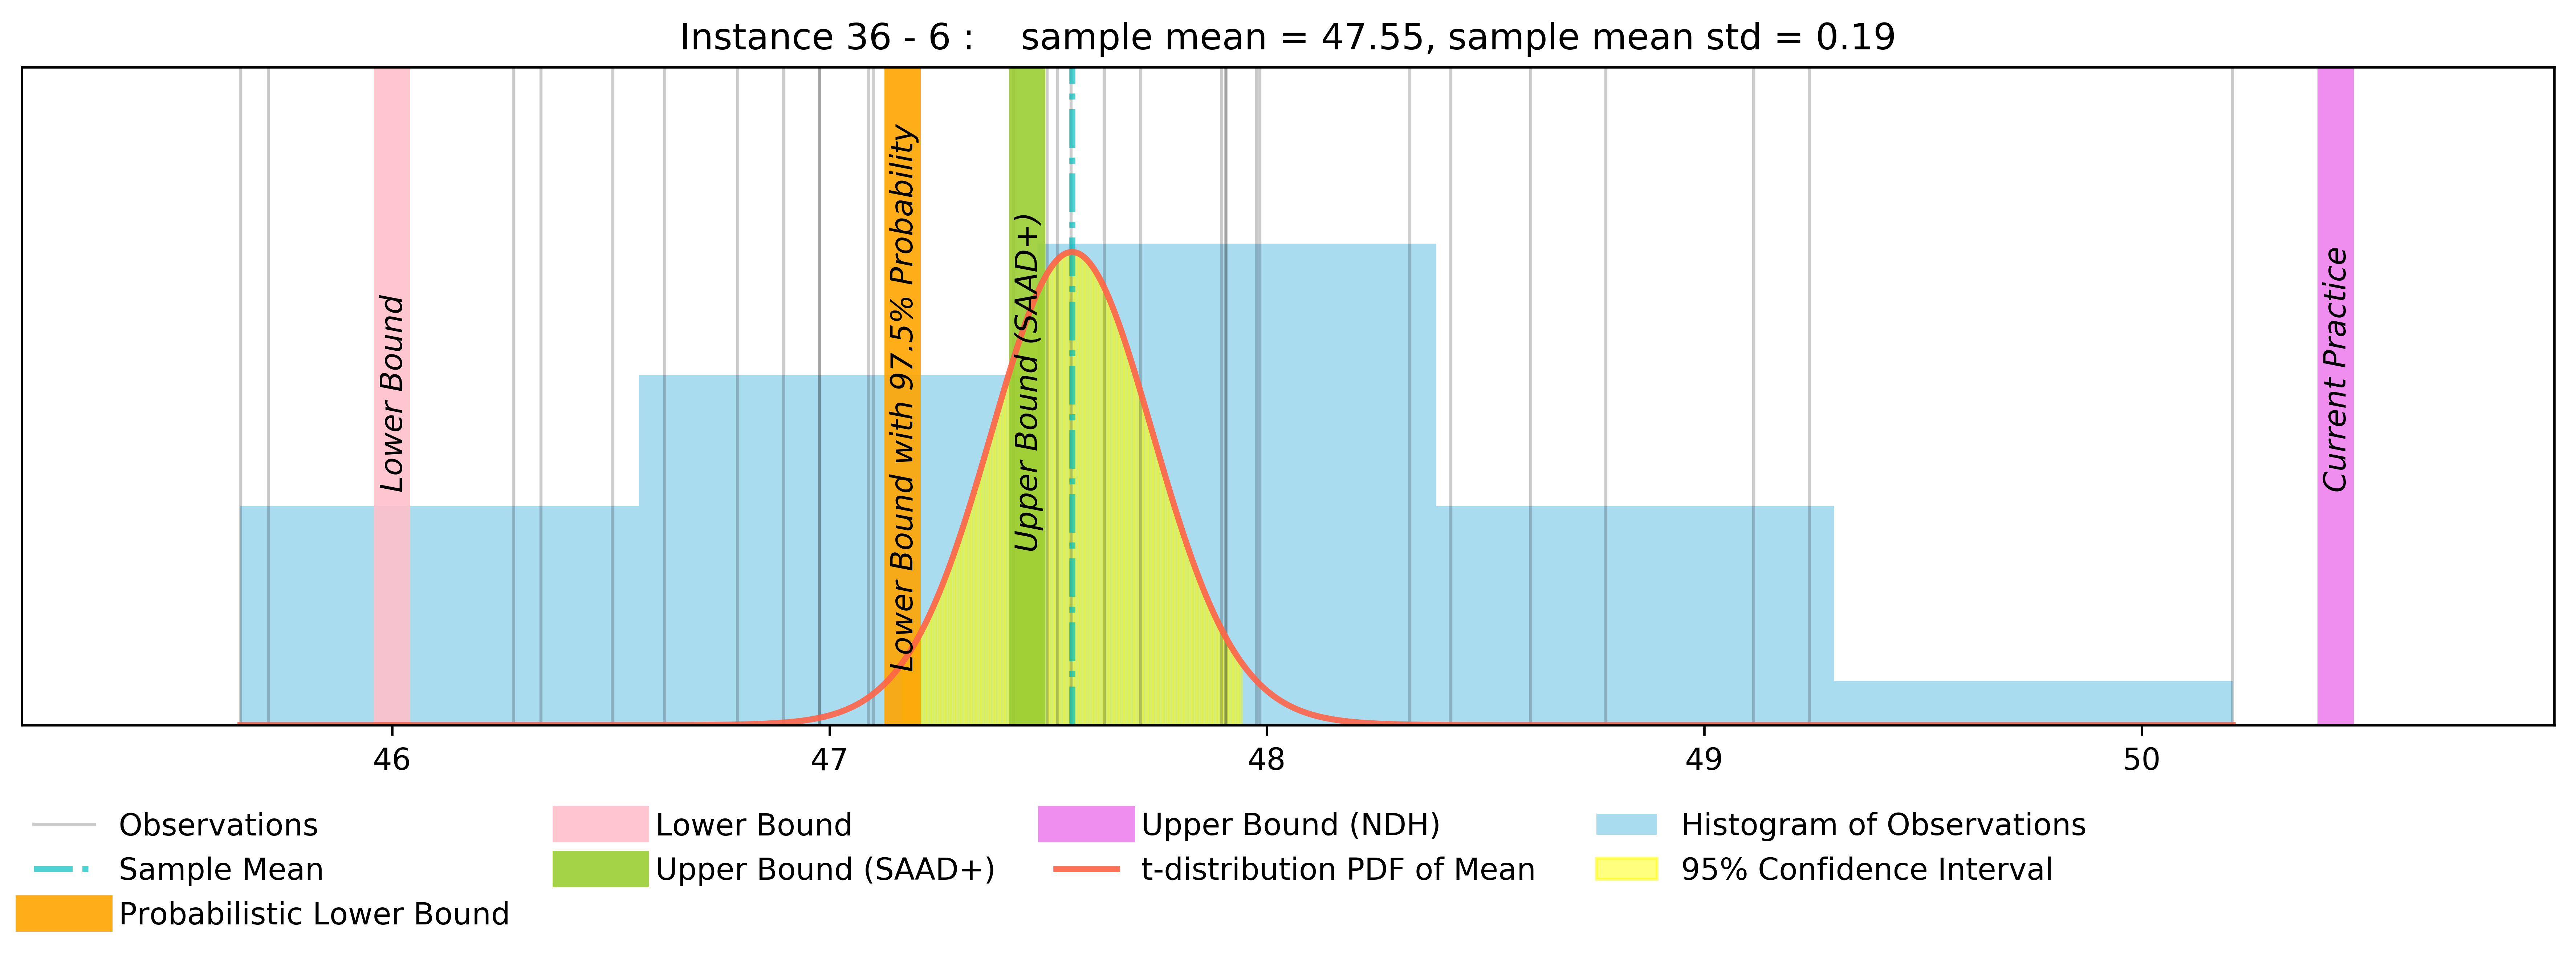 Instance 36 - 6 :    sample mean = 47.55, sample mean std = 0.19
Lower Bound
Lower Bound with 97.5% Probability
Upper Bound (SAAD+)
Current Practice
46
47
48
49
50
Observations
Sample Mean
Probabilistic Lower Bound
Lower Bound
Upper Bound (SAAD+)
Upper Bound (NDH)
t-distribution PDF of Mean
Histogram of Observations
95% Confidence Interval